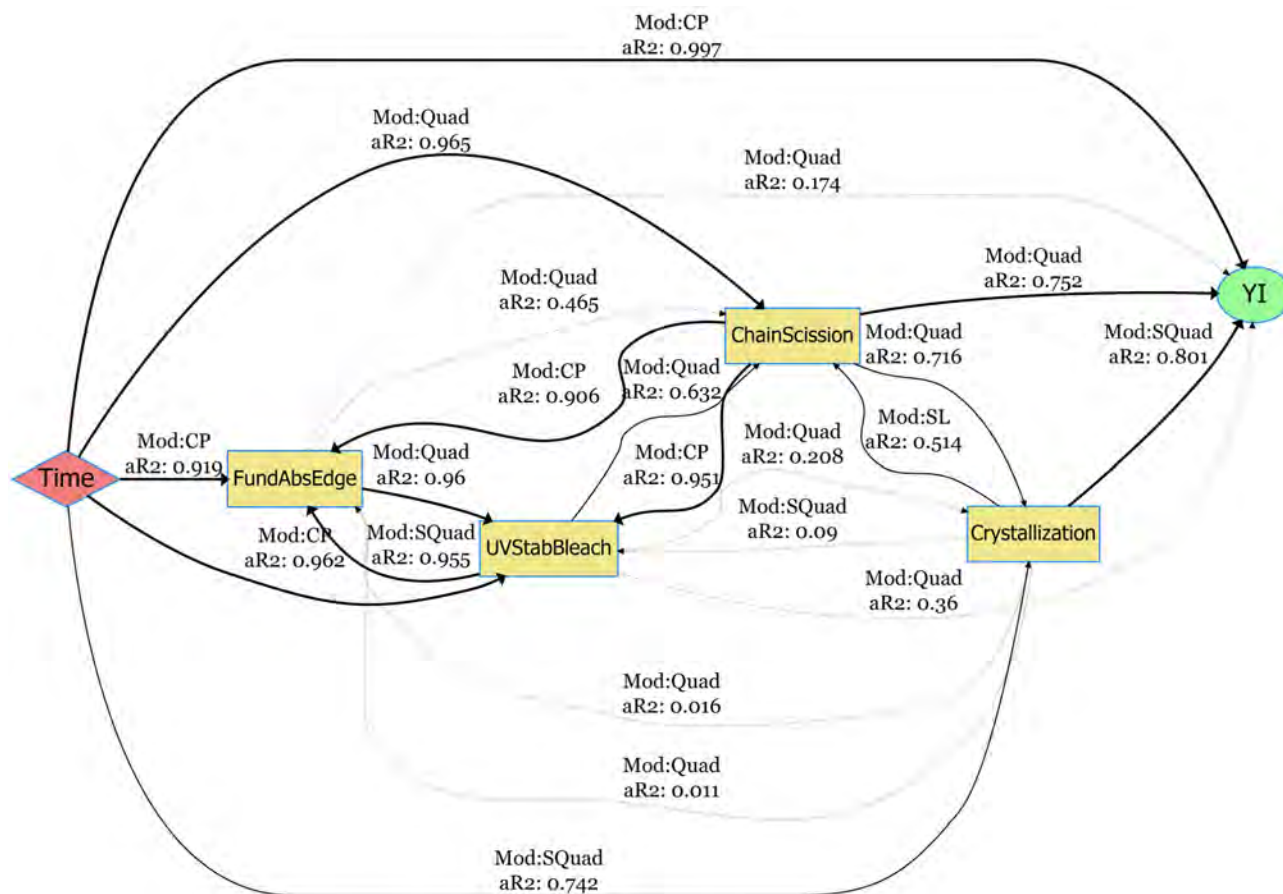 Mod:CP
aR2: 0.997
Mod:Quad
aR2: 0.965
Mod:Quad
aR2: 0.174
Mod:Quad
aR2: 0.465
Mod:Quad
aR2: 0.752
YI
ChainScission
Mod:Quad
aR2: 0.716
Mod:SQuad
aR2: 0.801
Mod:CP
aR2: 0.906
Mod:Quad
aR2: 0.632
Mod:SL
aR2: 0.514
Mod:Quad
aR2: 0.208
Mod:CP
aR2: 0.919
Time
FundAbsEdge
Mod:Quad
aR2: 0.96
Mod:CP
aR2: 0.951
Mod:SQuad
aR2: 0.09
Crystallization
Mod:CP
aR2: 0.962
Mod:SQuad
aR2: 0.955
UVStabBleach
Mod:Quad
aR2: 0.36
Mod:Quad
aR2: 0.016
Mod:Quad
aR2: 0.011
Mod:SQuad
aR2: 0.742